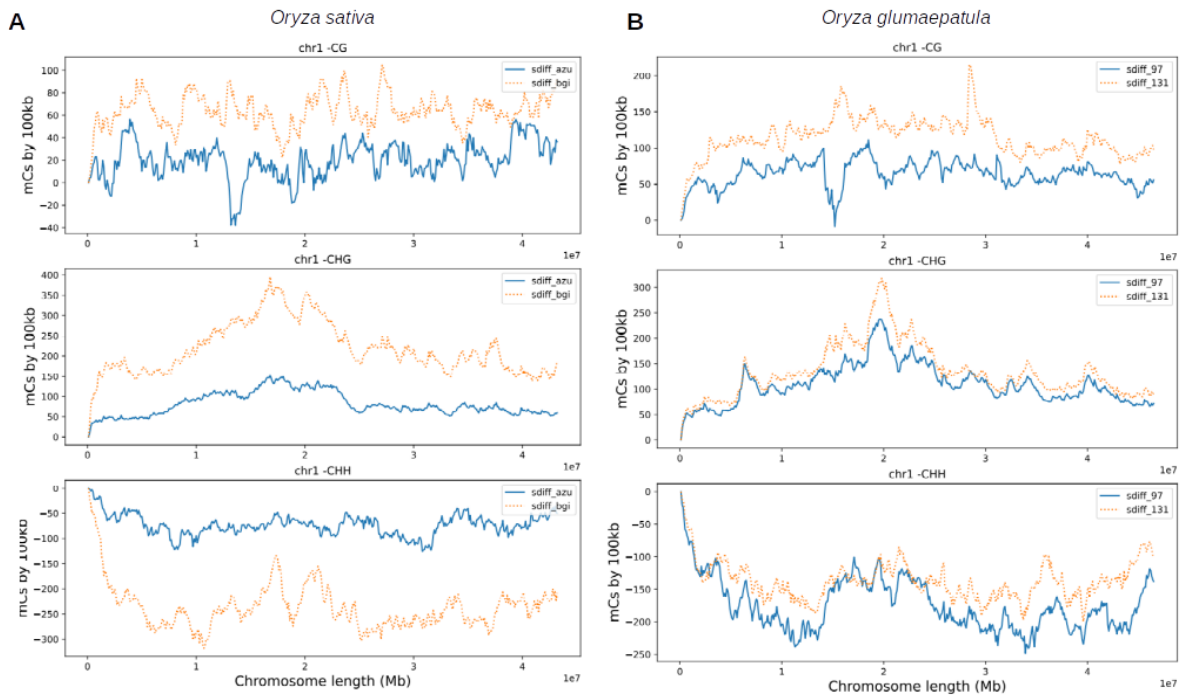 A
Oryza sativa
chr1 -CG
sdiff_azu
sdiff_bgi
mCs by 100kb
100
80
60
40
20
0
−20
−40
0
1
2
3
4
1e7
chr1 -CHG
sdiff_azu
sdiff_bgi
mCs by 100kb
400
350
300
250
200
150
100
50
0
0
1
2
3
4
1e7
chr1 -CHH
sdiff_azu
sdiff_bgi
mCs by 100kb
0
−50
−100
−150
−200
−250
−300
0
1
2
3
4
1e7
Chromosome length (Mb)
B
Oryza glumaepatula
chr1 -CG
sdiff_97
sdiff_131
mCs by 100kb
200
150
100
50
0
0
1
2
3
4
1e7
chr1 -CHG
sdiff_97
sdiff_131
mCs by 100kb
300
250
200
150
100
50
0
0
1
2
3
4
1e7
chr1 -CHH
sdiff_97
sdiff_131
mCs by 100kb
0
−50
−100
−150
−200
−250
0
1
2
3
4
1e7
Chromosome length (Mb)